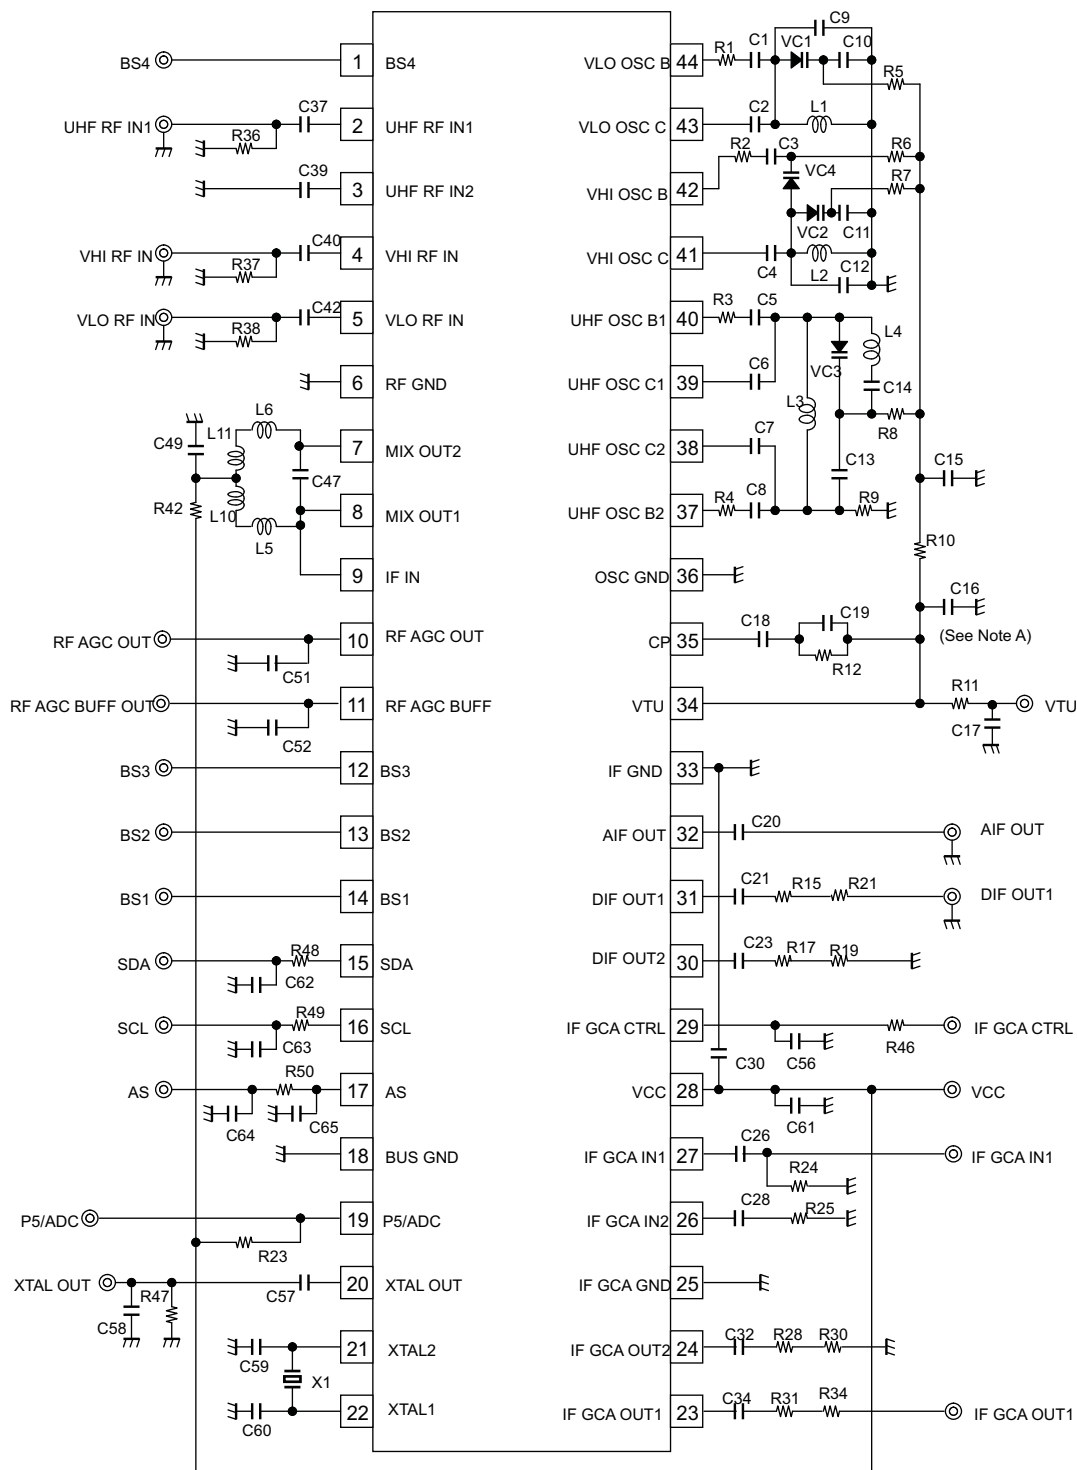 C9
C1
VC1
C10
R1
BS4
1
BS4
VLO OSC B
44
R5
C37
C2
L1
UHF RF IN1
2
UHF RF IN1
VLO OSC C
43
R36
R2
C3
R6
C39
VC4
R7
3
UHF RF IN2
VHI OSC B
42
VC2
C11
VHI RF IN
C40
4
VHI RF IN
VHI OSC C
41
C4
L2
C12
R37
R3
C5
VLO RF IN
C42
5
VLO RF IN
UHF OSC B1
40
L4
R38
VC3
C6
6
RF GND
UHF OSC C1
39
C14
L6
L3
C49
L11
C7
R8
7
MIX OUT2
UHF OSC C2
38
C47
C13
C15
R42
L10
R4
C8
R9
8
MIX OUT1
UHF OSC B2
37
L5
R10
9
IF IN
OSC GND
36
C16
C18
C19
(See Note A)
RF AGC OUT
10
RF AGC OUT
CP
35
R12
C51
R11
RF AGC BUFF OUT
11
RF AGC BUFF
VTU
34
VTU
C52
C17
BS3
12
BS3
IF GND
33
C20
BS2
13
BS2
AIF OUT
32
AIF OUT
C21
R15
R21
BS1
14
BS1
DIF OUT1
31
DIF OUT1
R48
C23
R17
R19
SDA
15
SDA
DIF OUT2
30
C62
R49
SCL
16
SCL
IF GCA CTRL
29
IF GCA CTRL
C63
C56
R46
R50
C30
AS
17
AS
VCC
28
VCC
C64
C65
C61
C26
18
BUS GND
IF GCA IN1
27
IF GCA IN1
R24
C28
P5/ADC
19
P5/ADC
IF GCA IN2
26
R25
R23
XTAL OUT
R47
20
XTAL OUT
IF GCA GND
25
C57
C58
C32
R28
R30
21
XTAL2
IF GCA OUT2
24
C59
X1
C34
R31
R34
22
XTAL1
IF GCA OUT1
23
IF GCA OUT1
C60